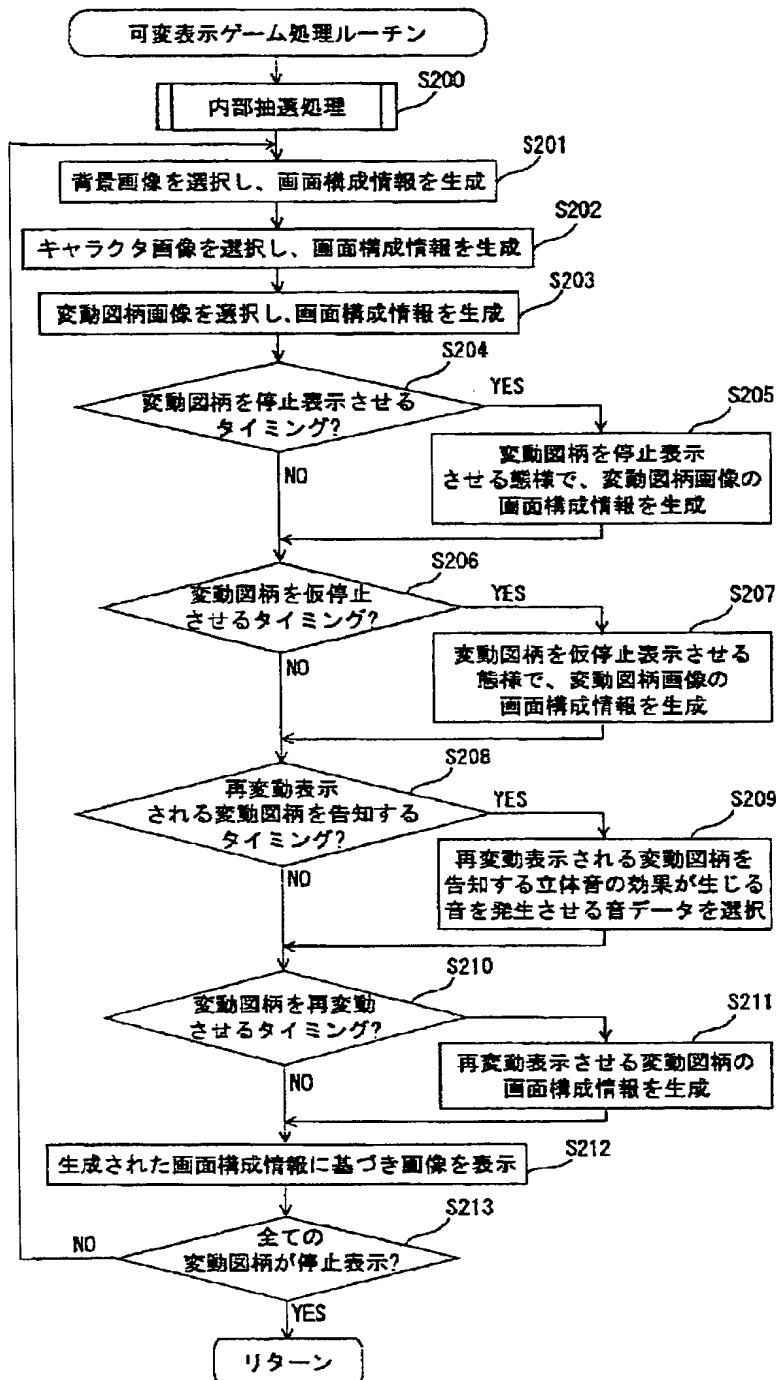 可変表示ゲーム処理ルーチン
S200
内部抽選処理
S201
背景画像を選択し、画面構成情報を生成
S202
キャラクタ画像を選択し、画面構成情報を生成
S203
変動図柄画像を選択し、画面構成情報を生成
S204
変動図柄を停止表示させる
タイミング?
YES
NO
S205
変動図柄を停止表示
させる態様で、変動図柄画像の
画面構成情報を生成
S206
変動図柄を仮停止
させるタイミング?
YES
NO
S207
変動図柄を仮停止表示させる
態様で、変動図柄画像の
画面構成情報を生成
S208
再変動表示
される変動図柄を告知する
タイミング?
YES
NO
S209
再変動表示される変動図柄を
告知する立体音の効果が生じる
音を発生させる音データを選択
S210
変動図柄を再変動
させるタイミング?
NO
S211
再変動表示させる変動図柄の
画面構成情報を生成
S212
生成された画面構成情報に基づき画像を表示
S213
全ての
変動図柄が停止表示?
NO
YES
リターン